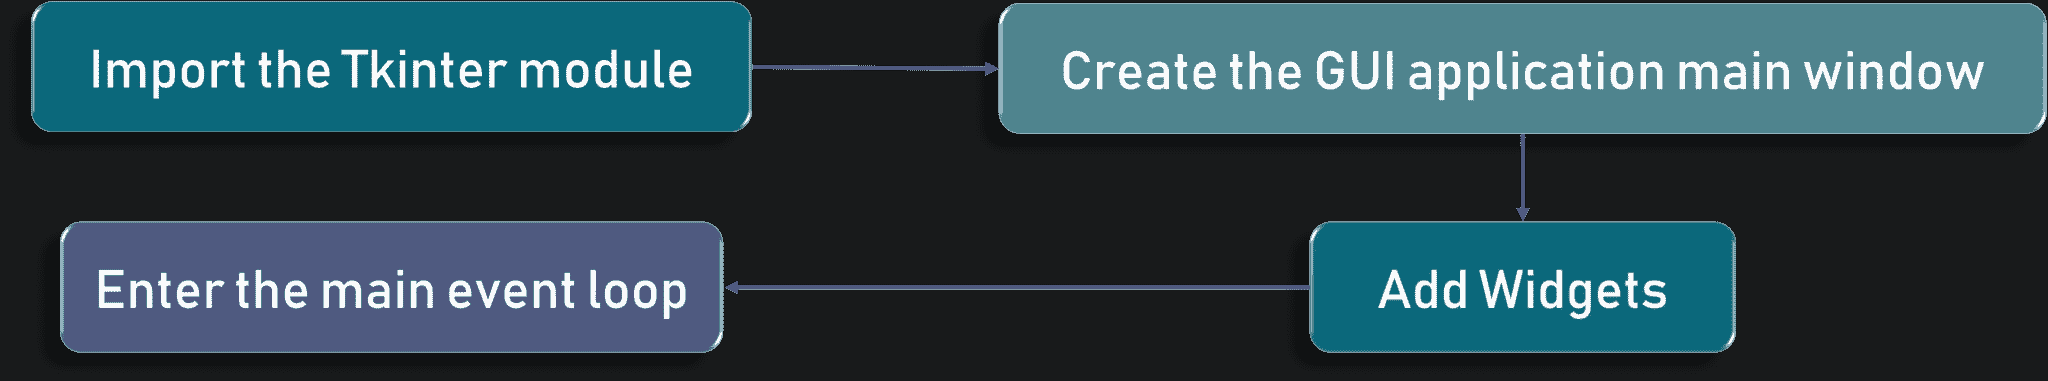 Import the Tkinter module
Create the GUI application main window
Add Widgets
Enter the main event loop